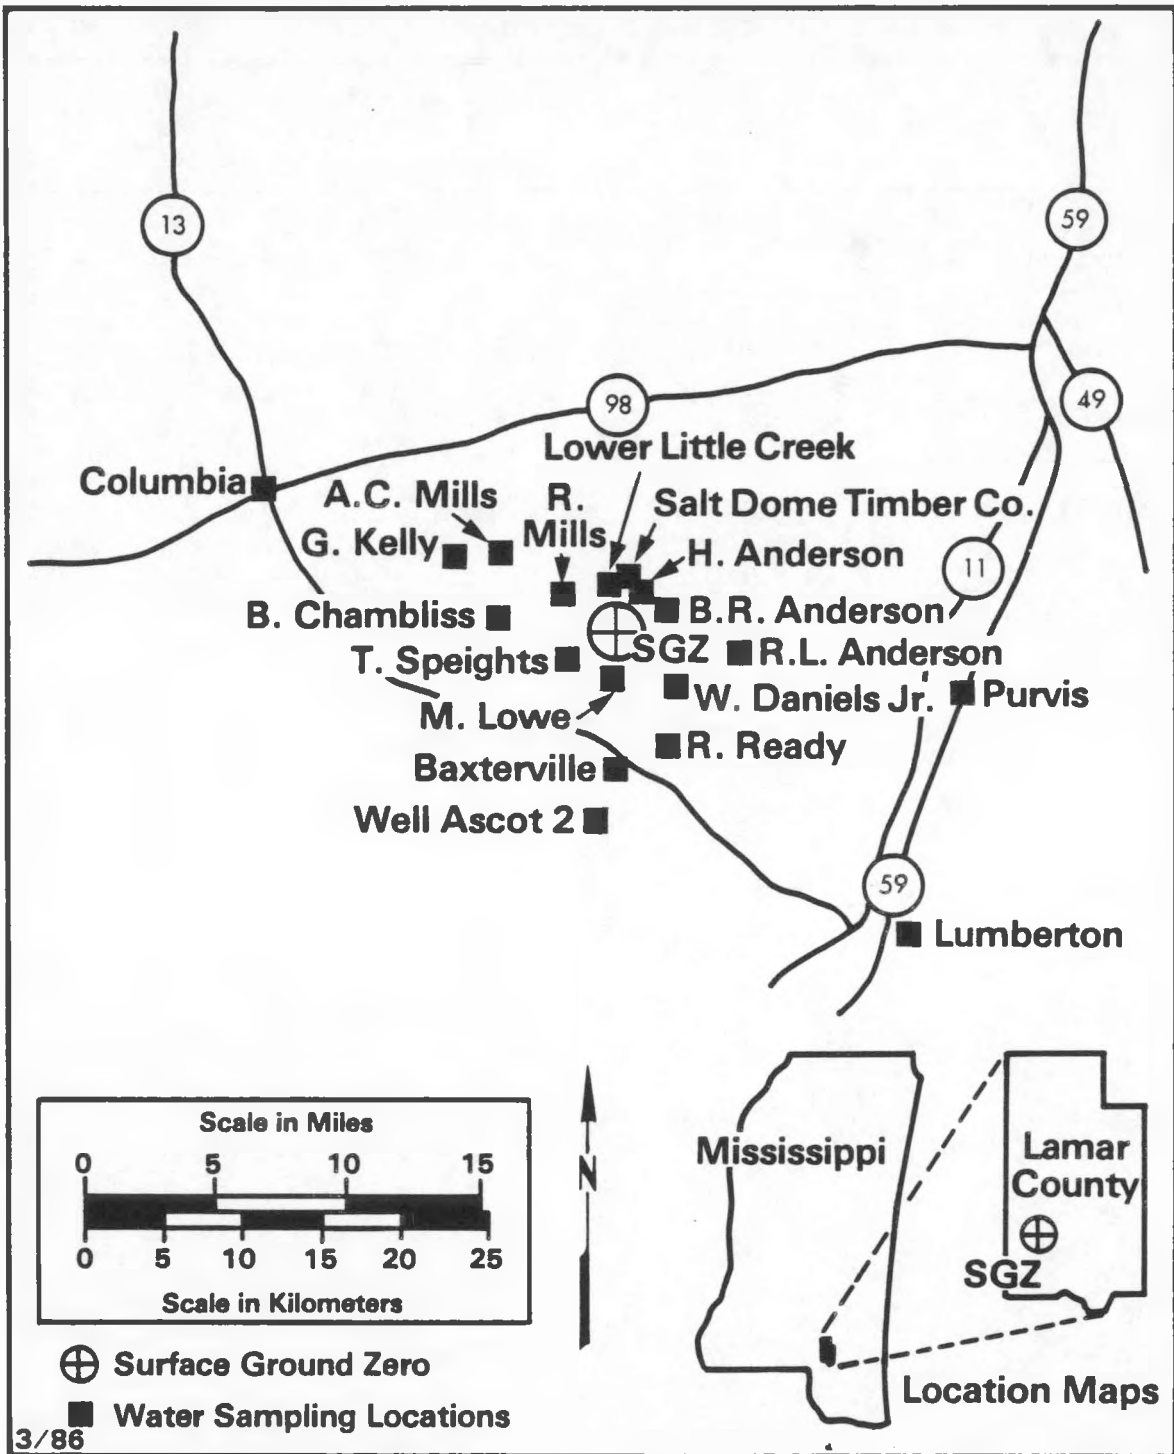 13
59
98
49
Lower Little Creek
Columbia
A.C. Mills
R.
Mills
Salt Dome Timber Co.
G. Kelly
H. Anderson
11
B. Chambliss
B.R. Anderson
SGZ
R.L. Anderson
T. Speights
W. Daniels Jr.
Purvis
M. Lowe
R. Ready
Baxterville
Well Ascot 2
59
Lumberton
Scale in Miles
0 5 10 15
0 5 10 15 20 25
Scale in Kilometers
N
Mississippi
Lamar
County
SGZ
Location Maps
Surface Ground Zero
Water Sampling Locations
3/86